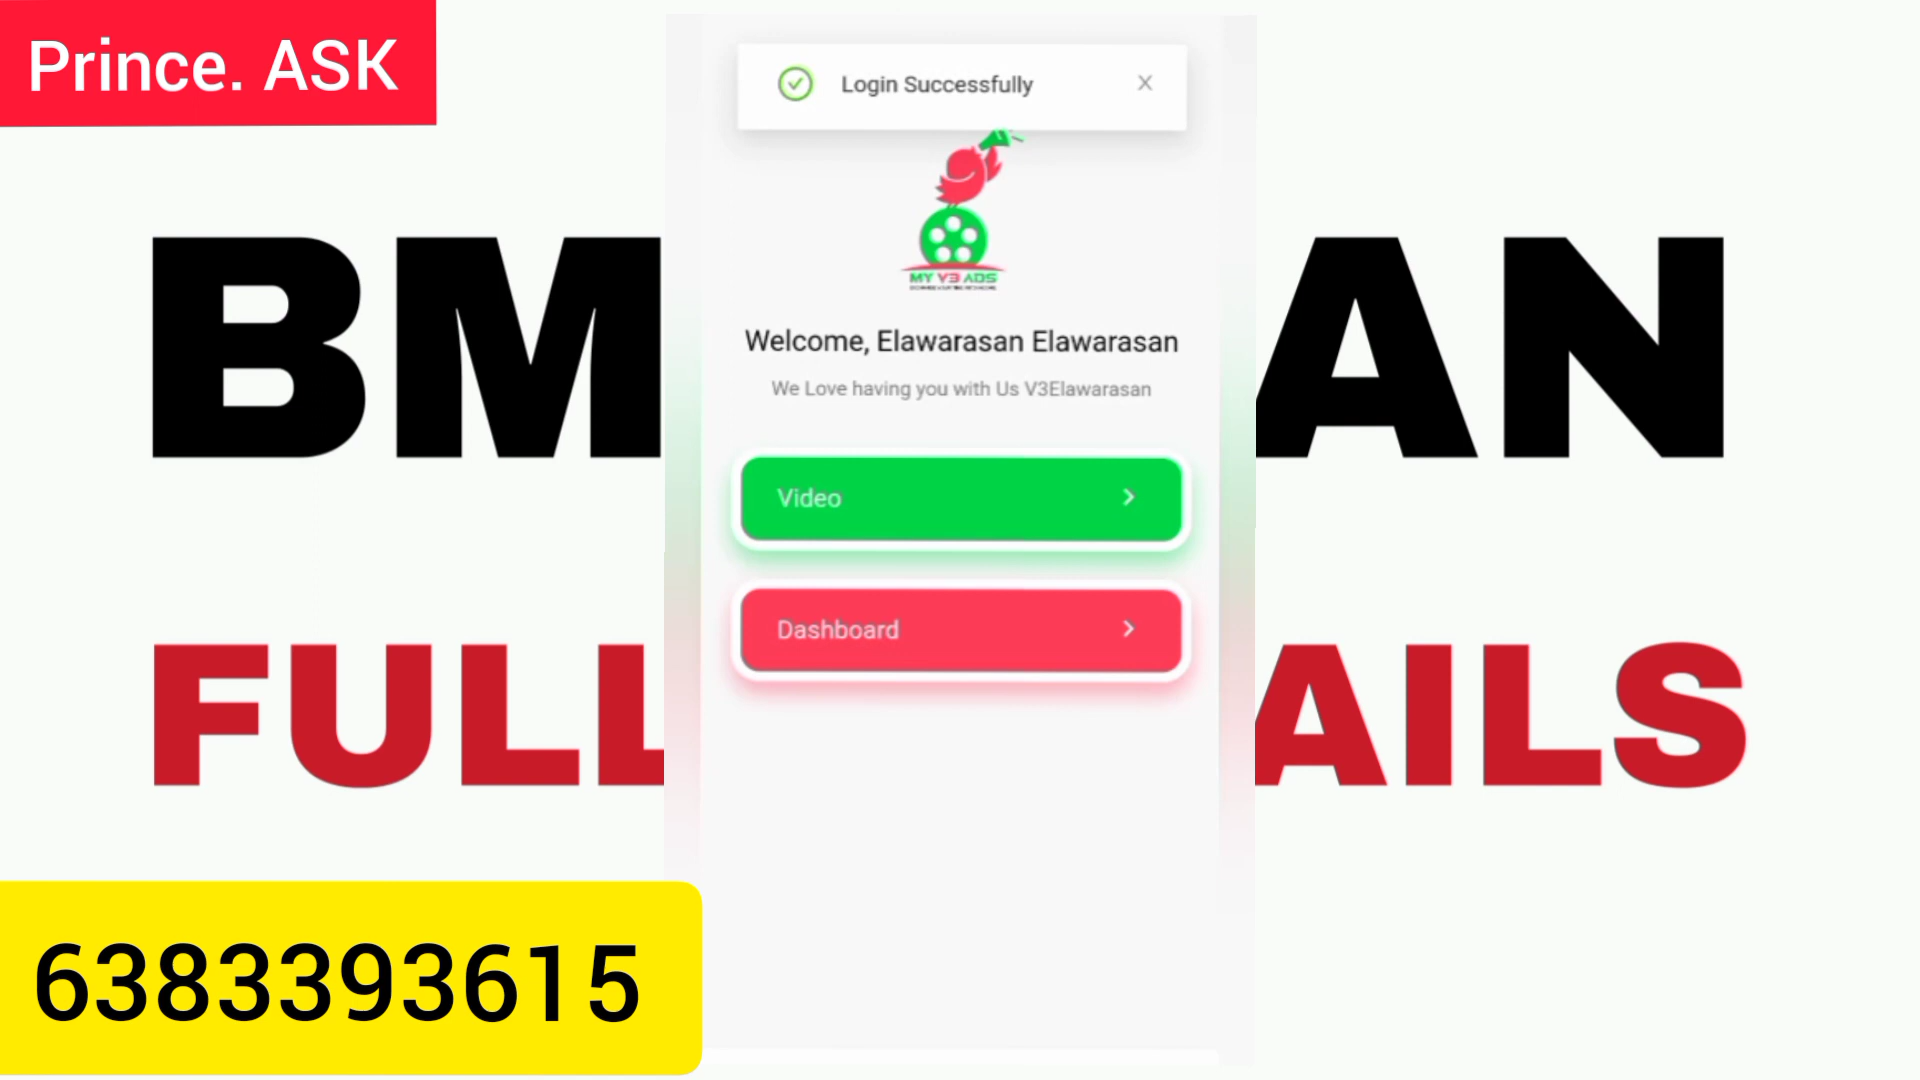 Prince. ASK
Login Successfully
MY V3 ADS
BM AN
Welcome, Elawarasan Elawarasan
We Love having you with Us V3Elawarasan
Video
Dashboard
FULL AILS
6383393615